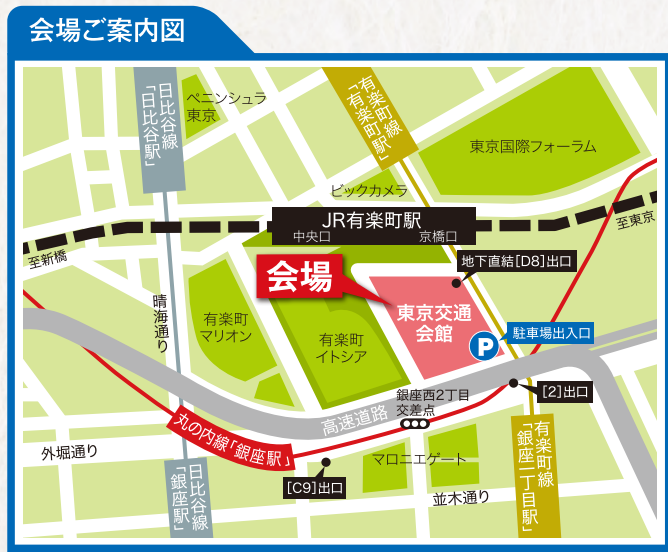 会場ご案内図
日比谷線
「日比谷駅」
ペニンシュラ
東京
有楽町線
「有楽町駅」
東京国際フォーラム
ビックカメラ
JR有楽町駅
中央口
京橋口
至新橋
至東京
会場
地下直結[D8]出口
東京交通
会館
晴海通り
有楽町
マリオン
有楽町
イトシア
P
駐車場出入口
[2]出口
銀座西2丁目
交差点
高速道路
丸の内線「銀座駅」
外堀通り
マロニエゲート
[C9]出口
並木通り
日比谷線
「銀座駅」
有楽町線
「銀座一丁目駅」